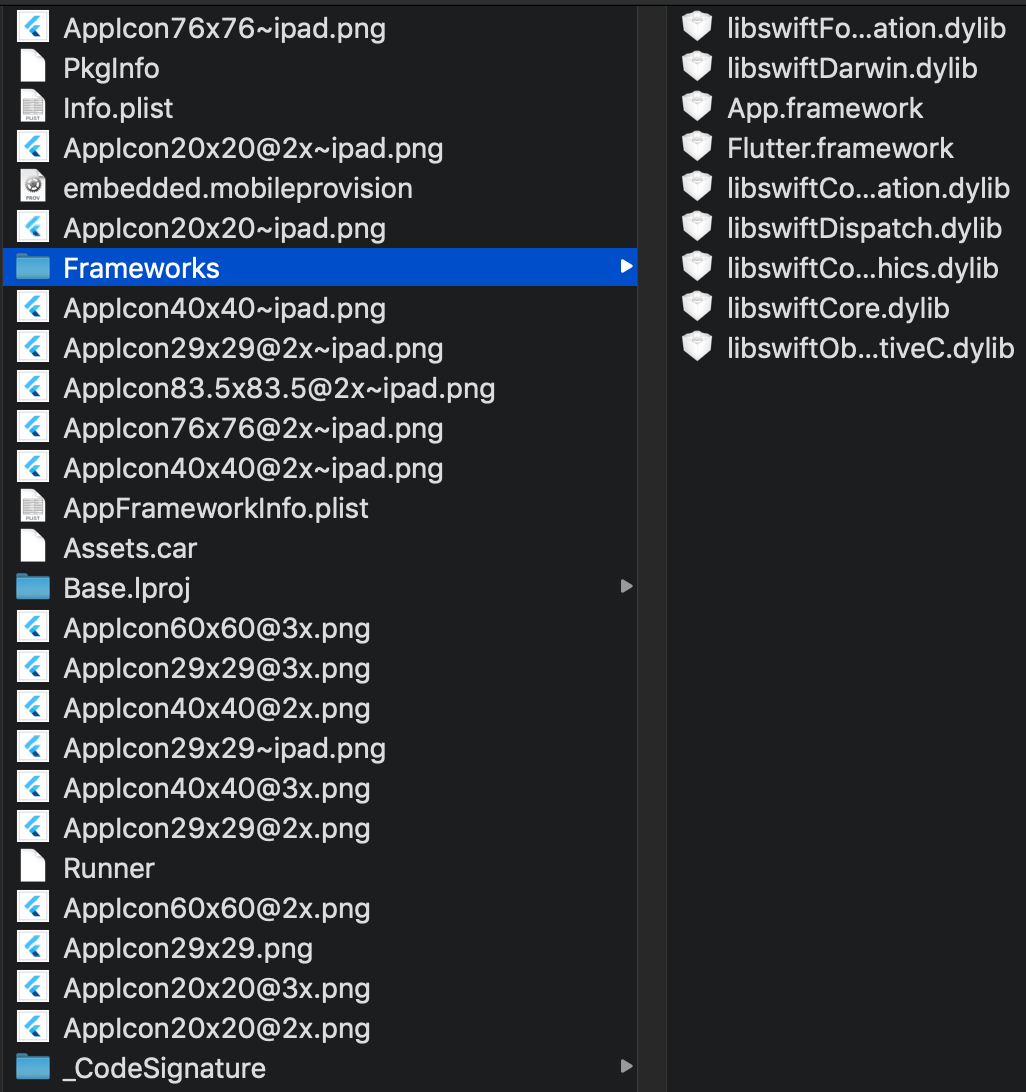 AppIcon76x76~ipad.png
PkgInfo
Info.plist
AppIcon20x20@2x~ipad.png
embedded.mobileprovision
AppIcon20x20~ipad.png
Frameworks
AppIcon40x40~ipad.png
AppIcon29x29@2x~ipad.png
AppIcon83.5x83.5@2x~ipad.png
AppIcon76x76@2x~ipad.png
AppIcon40x40@2x~ipad.png
AppFrameworkInfo.plist
Assets.car
Base.lproj
AppIcon60x60@3x.png
AppIcon29x29@3x.png
AppIcon40x40@2x.png
AppIcon29x29~ipad.png
AppIcon40x40@3x.png
AppIcon29x29@2x.png
Runner
AppIcon60x60@2x.png
AppIcon29x29.png
AppIcon20x20@3x.png
AppIcon20x20@2x.png
_CodeSignature
libswiftFo...ation.dylib
libswiftDarwin.dylib
App.framework
Flutter.framework
libswiftCo...ation.dylib
libswiftDispatch.dylib
libswiftCo...hics.dylib
libswiftCore.dylib
libswiftOb...tiveC.dylib